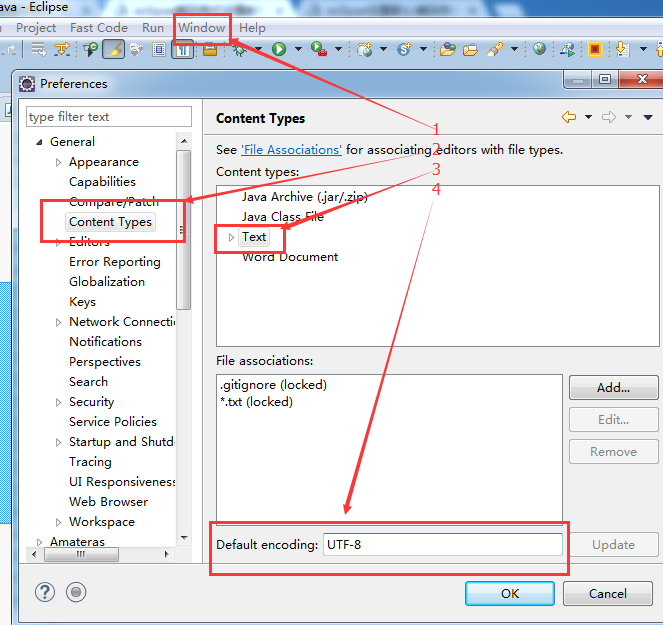 ava - Eclipse
Project Fast Code Run Window Help
Preferences
type filter text
General
Appearance
Capabilities
Compare/Patch
Content Types
Editors
Error Reporting
Globalization
Keys
Network Connecti
Notifications
Perspectives
Search
Security
Service Policies
Startup and Shutd
Tracing
UI Responsiveness
Web Browser
Workspace
Amateras
Content Types
See 'File Associations' for associating editors with file types.
Content types:
Java Archive (.jar/.zip)
Java Class File
Text
Word Document
1
2
3
4
File associations:
.gitignore (locked)
*.txt (locked)
Add...
Edit...
Remove
Default encoding: UTF-8
Update
OK
Cancel